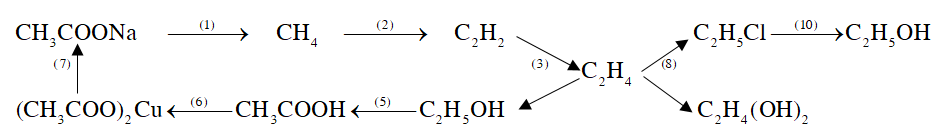 CH₃COONa (1) CH₄ (2) C₂H₂ C₂H₅Cl (10) C₂H₅OH
(7) (3) C₂H₄ (8)
(CH₃COO)₂Cu (6) CH₃COOH (5) C₂H₅OH C₂H₄(OH)₂